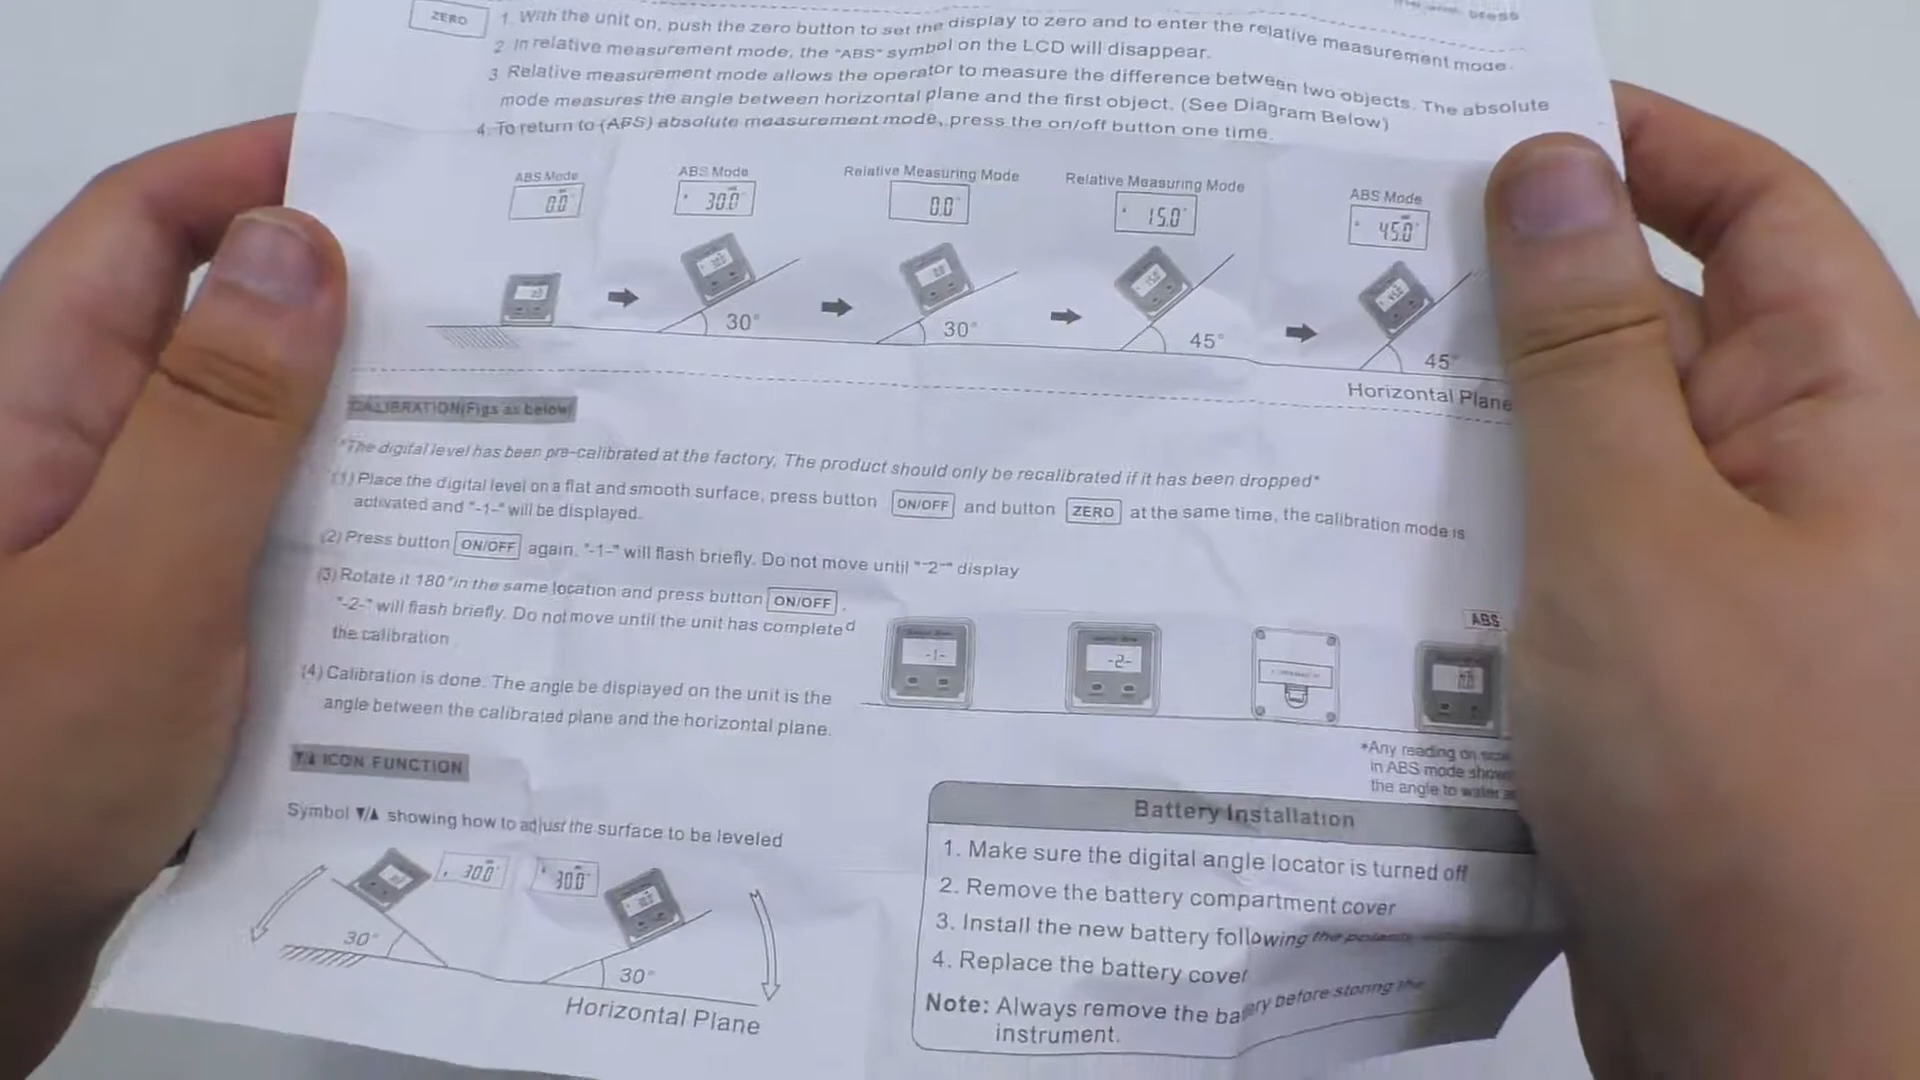 press
ZERO
1. With the unit on, push the zero button to set the display to zero and to enter the relative measurement mode.
2. In relative measurement mode, the "ABS" symbol on the LCD will disappear.
3. Relative measurement mode allows the operator to measure the difference between two objects. The absolute
mode measures the angle between horizontal plane and the first object. (See Diagram Below)
4. To return to (ABS) absolute measurement mode, press the on/off button one time.
ABS Mode ABS Mode Relative Measuring Mode Relative Measuring Mode ABS Mode
0.0° 30.0° 0.0° 15.0° 45.0°
30° 30° 45° 45°
Horizontal Plane
CALIBRATION(Figs as below)
*The digital level has been pre-calibrated at the factory, The product should only be recalibrated if it has been dropped*
(1) Place the digital level on a flat and smooth surface, press button ON/OFF and button ZERO at the same time, the calibration mode is
activated and "-1-" will be displayed.
(2) Press button ON/OFF again, "-1-" will flash briefly. Do not move until "-2-" display
(3) Rotate it 180°in the same location and press button ON/OFF .
"-2-" will flash briefly. Do not move until the unit has completed
the calibration
-1- -2- ABS
(4) Calibration is done. The angle be displayed on the unit is the
angle between the calibrated plane and the horizontal plane.
*Any reading on
in ABS mode
the angle to
▼/▲ ICON FUNCTION
Symbol ▼/▲ showing how to adjust the surface to be leveled
30.0° 30.0°
30° 30°
Horizontal Plane
Battery Installation
1. Make sure the digital angle locator is turned off
2. Remove the battery compartment cover
3. Install the new battery following the
4. Replace the battery cover
Note: Always remove the battery before storing the
instrument.